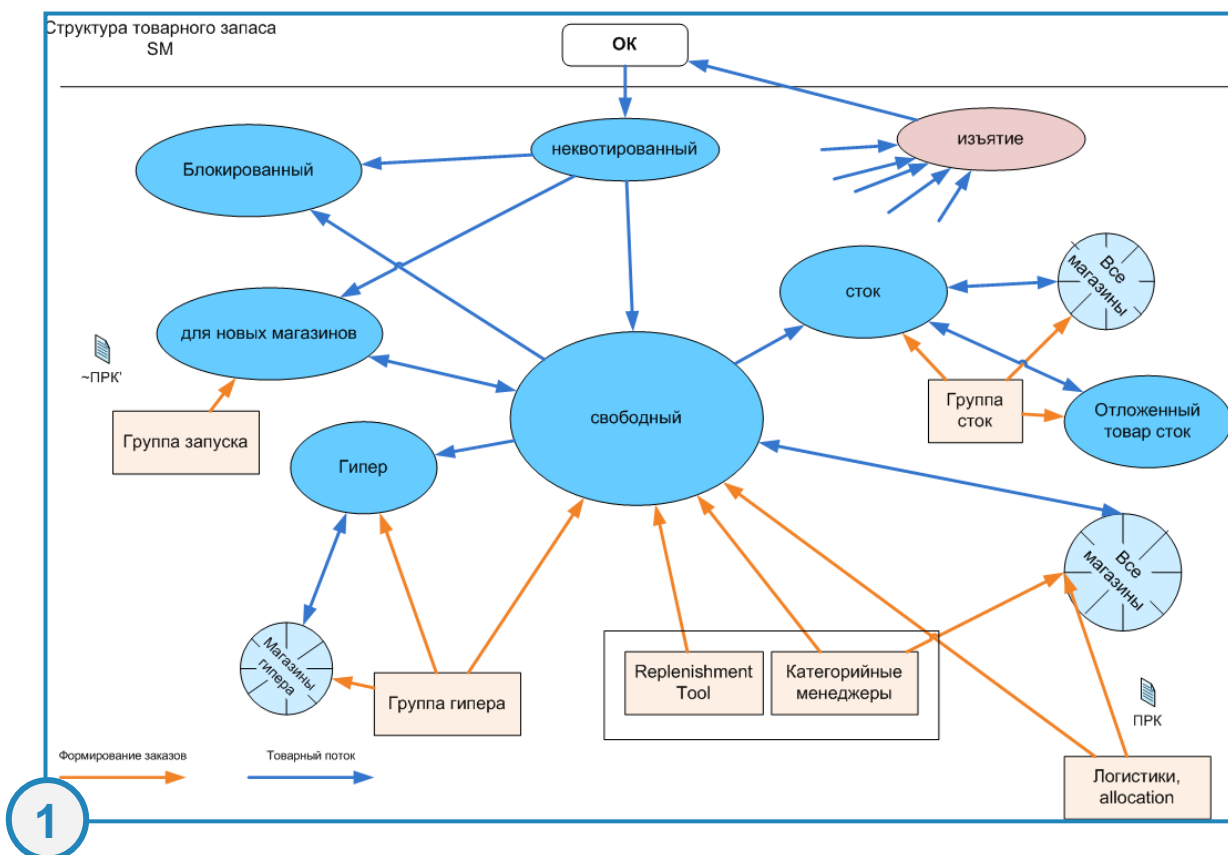 Структура товарного запаса
SM
ОК
неквотированный
изъятие
Блокированный
Все
магазины
сток
для новых магазинов
~ПРК'
Группа
сток
Отложенный
товар сток
свободный
Группа запуска
Гипер
Все
магазины
Магазины
гипера
Replenishment
Tool
Категорийные
менеджеры
Группа гипера
ПРК
Формирование заказов
Товарный поток
Логистики,
allocation
1